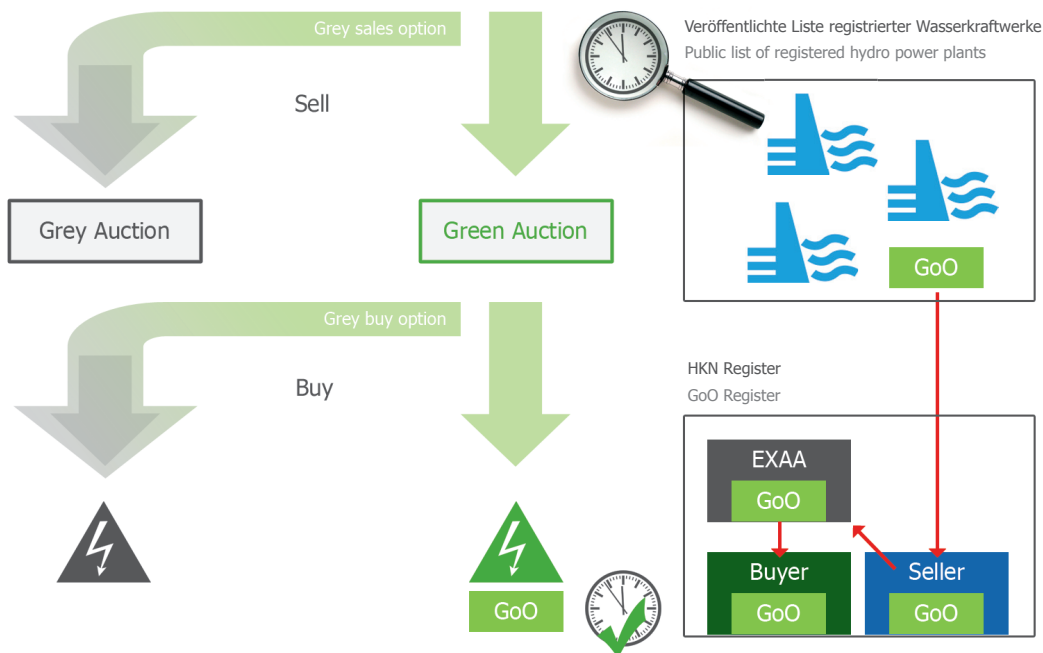 Grey sales option
Sell
Grey Auction
Green Auction
Grey buy option
Buy
GoO
Veröffentlichte Liste registrierter Wasserkraftwerke
Public list of registered hydro power plants
GoO
HKN Register
GoO Register
EXAA
GoO
Buyer
GoO
Seller
GoO